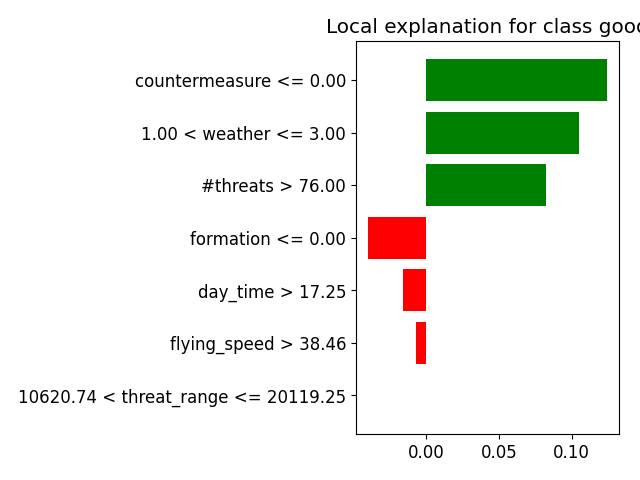 Local explanation for class good
countermeasure <= 0.00
1.00 < weather <= 3.00
#threats > 76.00
formation <= 0.00
day_time > 17.25
flying_speed > 38.46
10620.74 < threat_range <= 20119.25
0.00 0.05 0.10